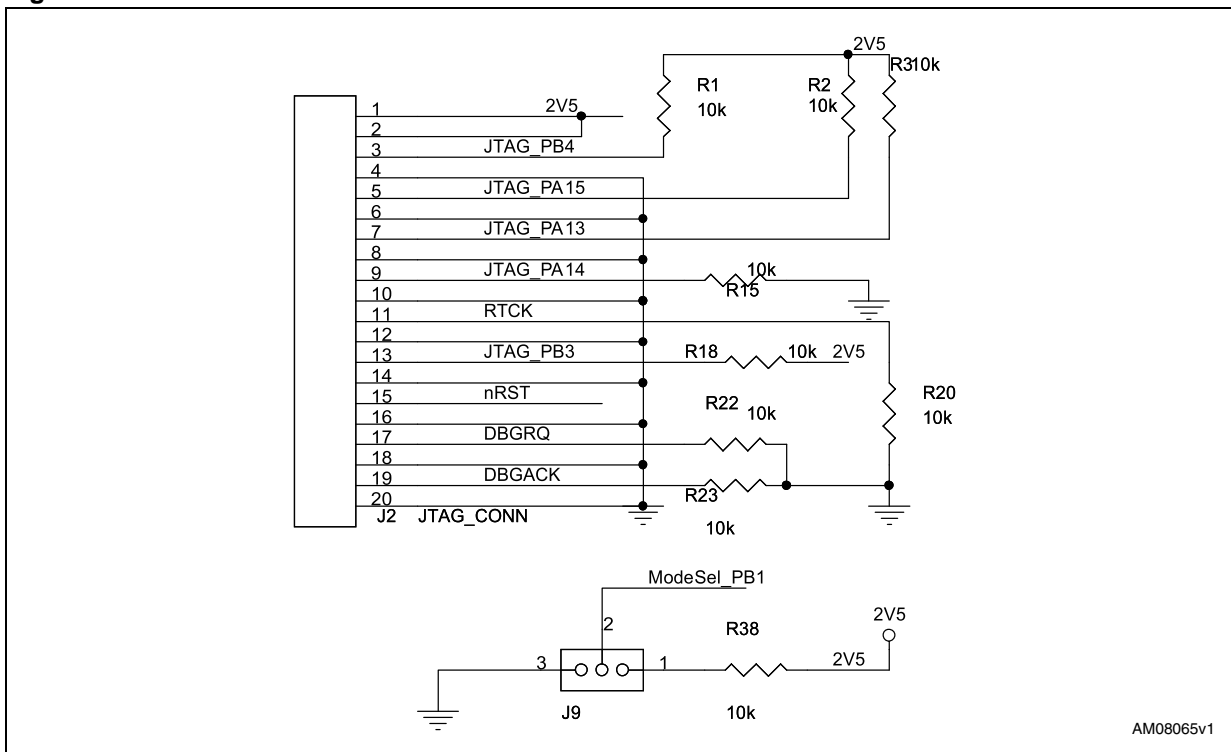 2V5
R310k
R1
R2
10k
10k
1
2V5
2
3
JTAG_PB4
4
5
JTAG_PA15
6
7
JTAG_PA13
8
9
JTAG_PA14
10k
R15
10
11
RTCK
12
13
JTAG_PB3
R18
10k
2V5
14
15
nRST
R22
10k
R20
10k
16
17
DBGRQ
18
19
DBGACK
R23
10k
20
J2
JTAG_CONN
ModeSel_PB1
2
R38
2V5
3
1
2V5
J9
10k
AM08065v1